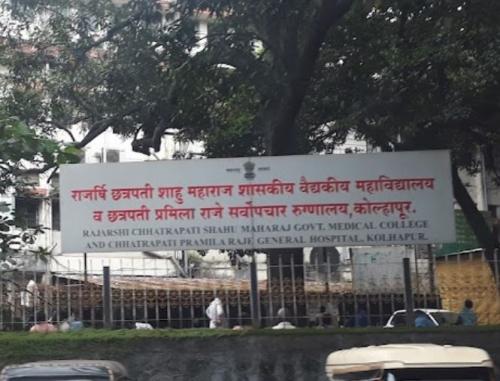 राजर्षि छत्रपती शाहु महाराज शासकीय वैद्यकीय महाविद्यालय
व छत्रपती प्रमिला राजे सर्वोपचार रुग्णालय,कोल्हापूर.
RAJARSHI CHHATRAPATI SHAHU MAHARAJ GOVT. MEDICAL COLLEGE
AND CHHATRAPATI PRAMILA RAJE GENERAL HOSPITAL, KOLHAPUR.